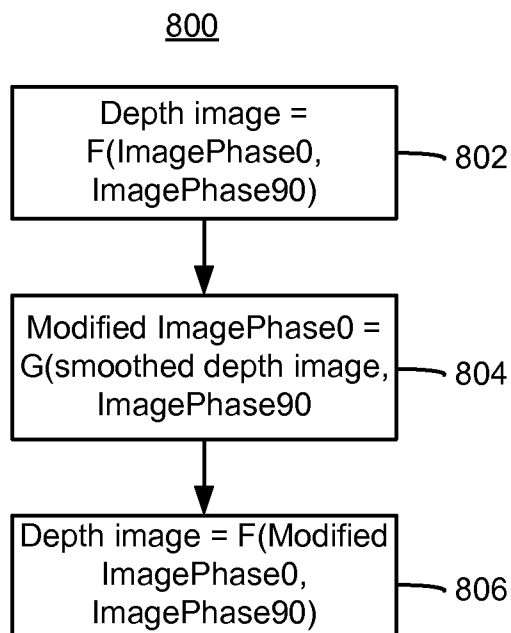 800
Depth image =
F(ImagePhase0,
ImagePhase90)
802
Modified ImagePhase0 =
G(smoothed depth image,
ImagePhase90
804
Depth image = F(Modified
ImagePhase0,
ImagePhase90)
806